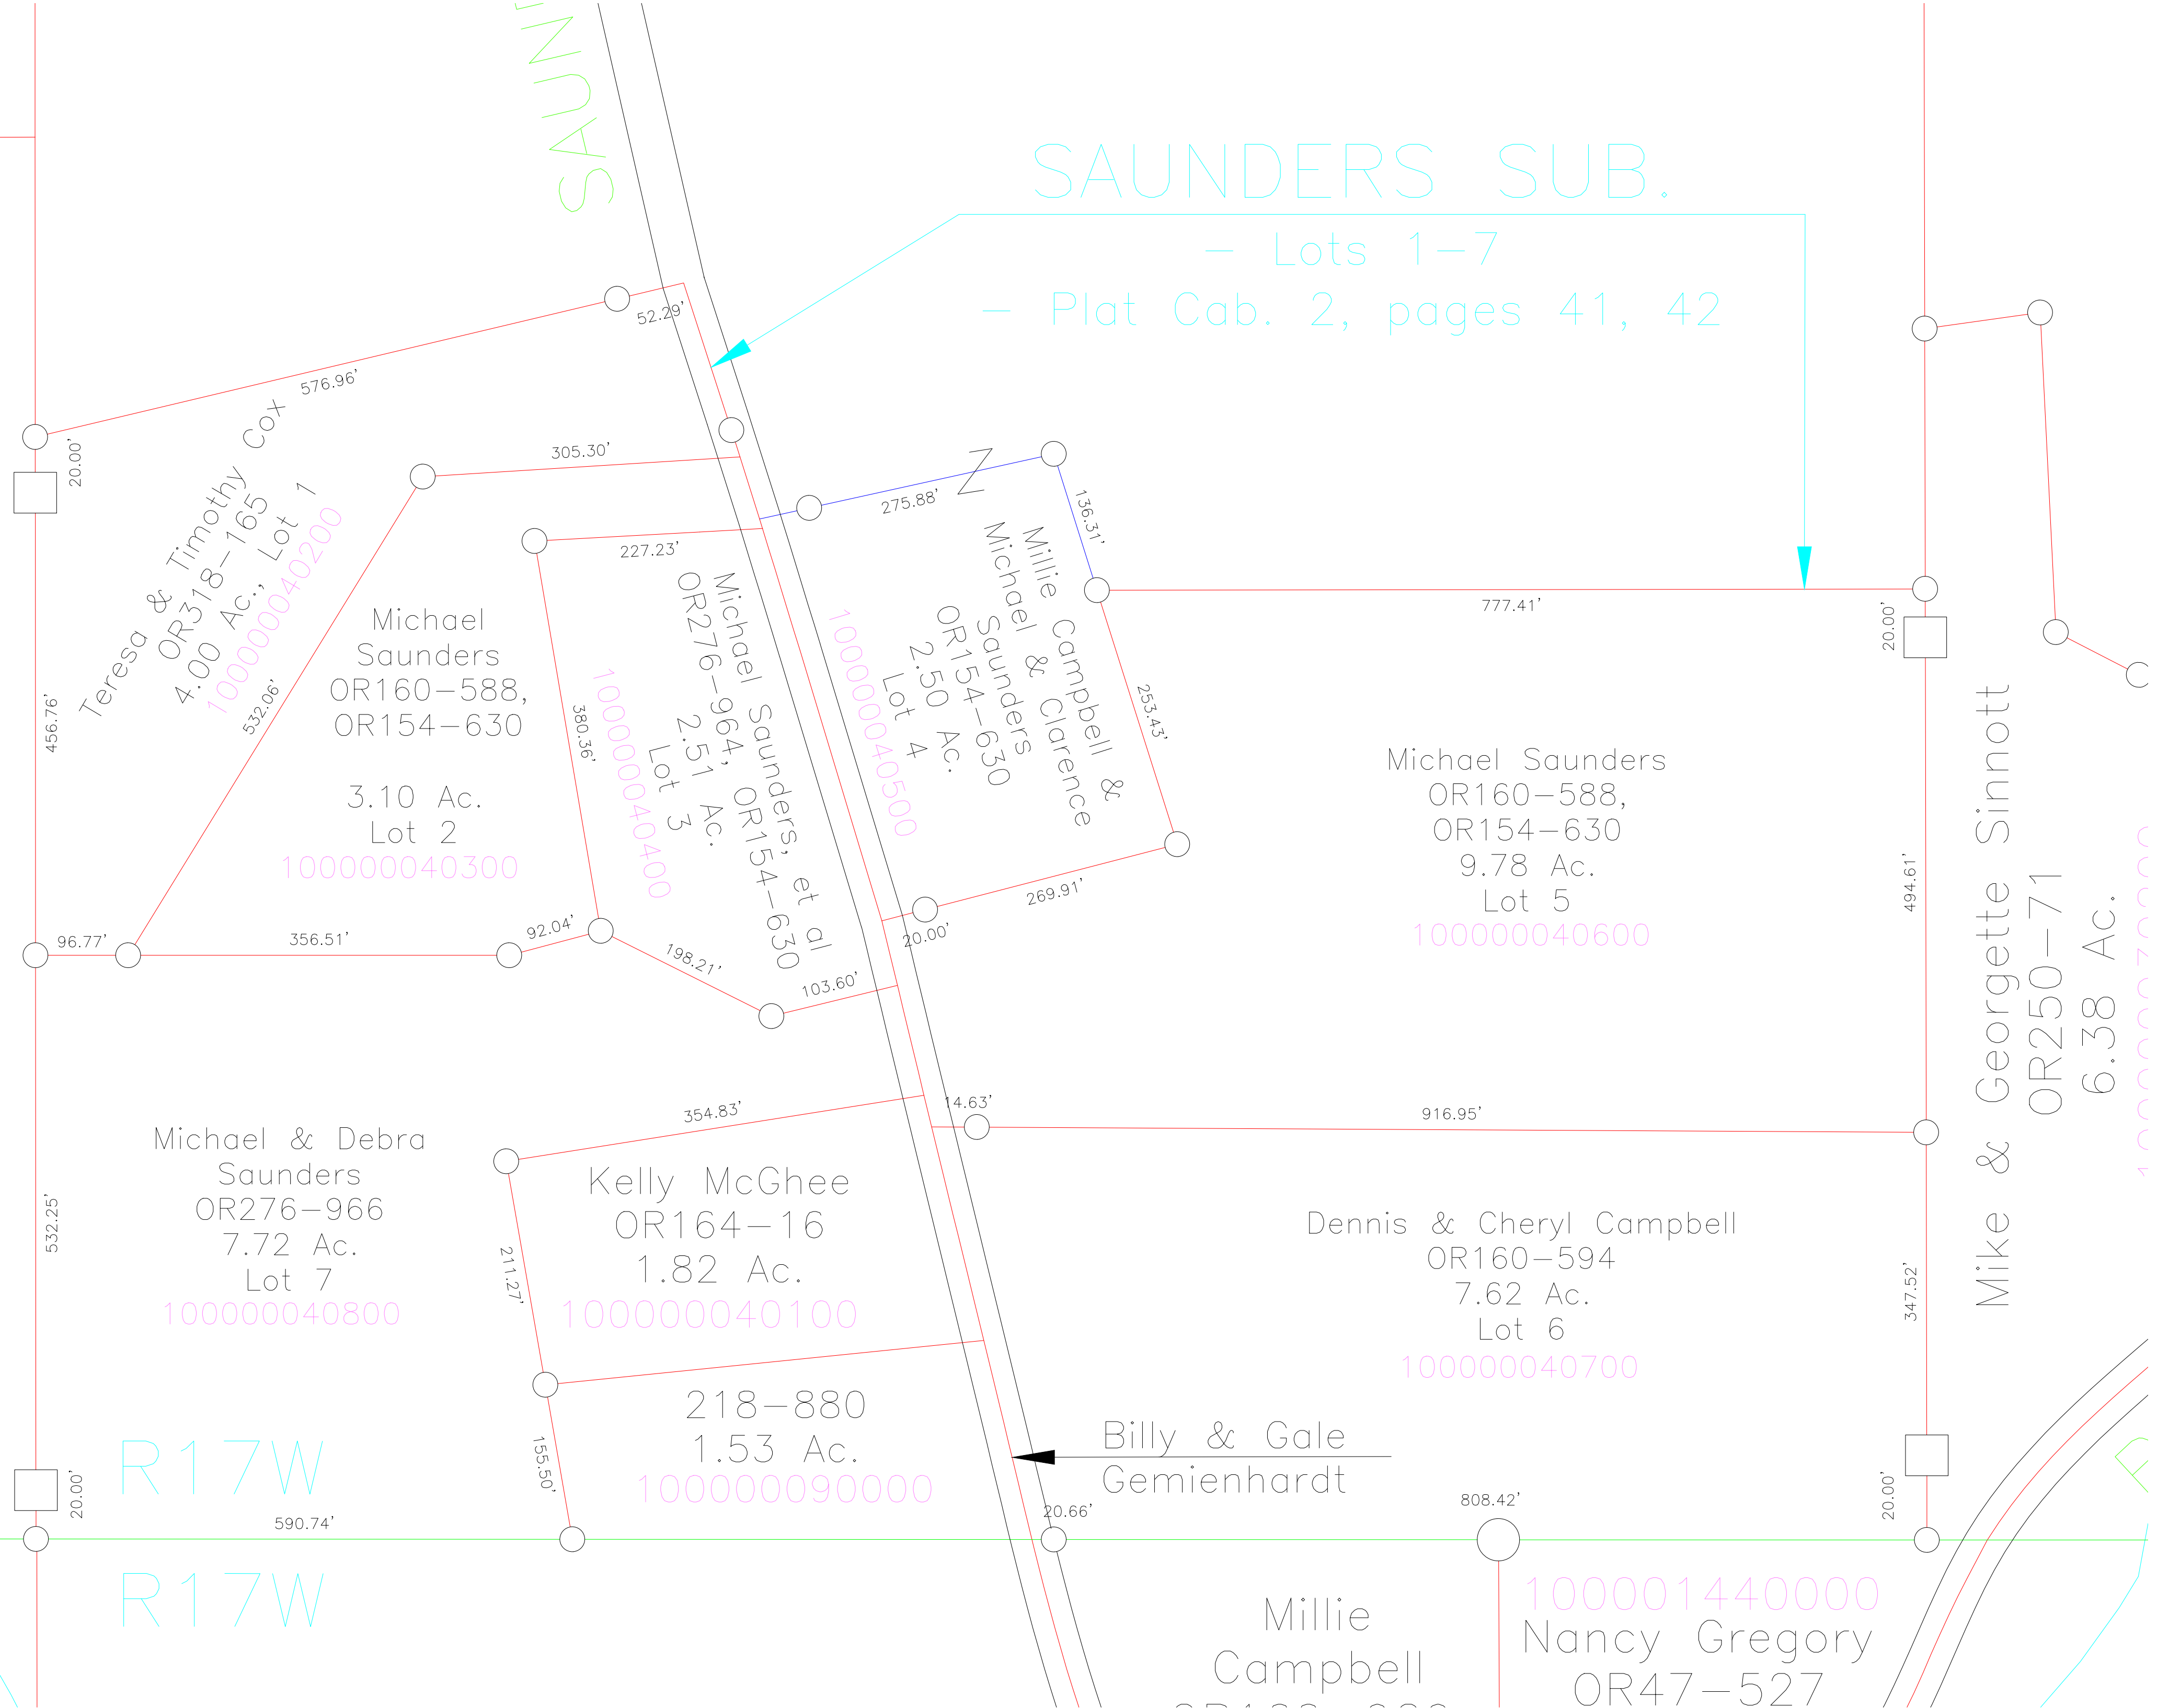 SAUN
SAUNDERS SUB.
- Lots 1-7
- Plat Cab. 2, pages 41, 42
52.29'
576.96'
20.00'
305.30'
275.88'
Z
136.31'
227.23'
777.41'
20.00'
Teresa & Timothy Cox
OR318-165
4.00 Ac., Lot 1
100000040200
456.76'
532.06'
Michael
Saunders
OR160-588,
OR154-630
3.10 Ac.
Lot 2
100000040300
380.36'
Michael Saunders, et al
OR276-964, OR154-630
2.51 Ac.
Lot 3
100000040400
Millie Campbell &
Michael & Clarence
Saunders
OR154-630
2.50 Ac.
Lot 4
100000040500
253.43'
Michael Saunders
OR160-588,
OR154-630
9.78 Ac.
Lot 5
100000040600
494.61'
Mike & Georgette Sinnott
OR250-71
6.38 Ac.
269.91'
20.00'
96.77'
356.51'
92.04'
198.21'
103.60'
354.83'
14.63'
916.95'
Michael & Debra
Saunders
OR276-966
7.72 Ac.
Lot 7
100000040800
532.25'
211.27'
Kelly McGhee
OR164-16
1.82 Ac.
100000040100
Dennis & Cheryl Campbell
OR160-594
7.62 Ac.
Lot 6
100000040700
347.52'
218-880
1.53 Ac.
100000090000
155.50'
Billy & Gale
Gemienhardt
R17W
20.00'
590.74'
20.66'
808.42'
20.00'
R17W
Millie
Campbell
100001440000
Nancy Gregory
OR47-527